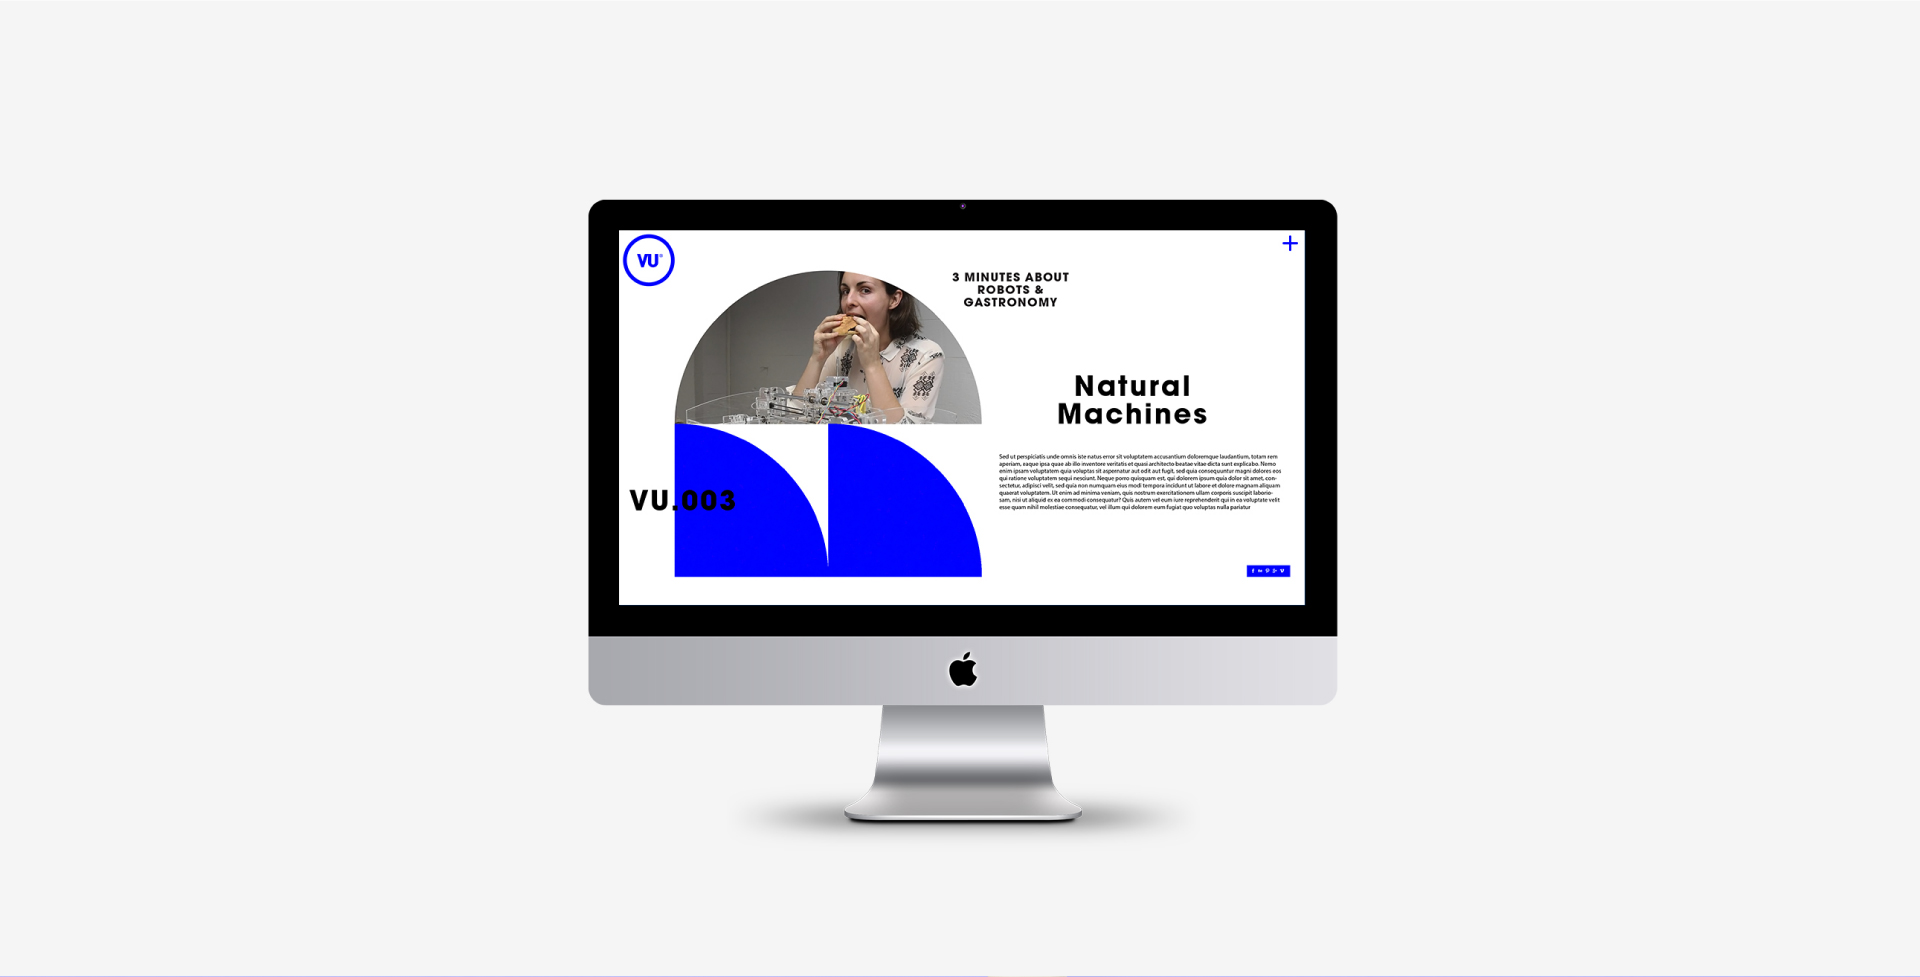 VU®
3 MINUTES ABOUT
ROBOTS &
GASTRONOMY
Natural
Machines
Sed ut perspiciatis unde omnis iste natus error sit voluptatem accusantium doloremque laudantium, totam rem
aperiam, eaque ipsa quae ab illo inventore veritatis et quasi architecto beatae vitae dicta sunt explicabo. Nemo
enim ipsam voluptatem quia voluptas sit aspernatur aut odit aut fugit, sed quia consequuntur magni dolores eos
qui ratione voluptatem sequi nesciunt. Neque porro quisquam est, qui dolorem ipsum quia dolor sit amet, con-
sectetur, adipisci velit, sed quia non numquam eius modi tempora incidunt ut labore et dolore magnam aliquam
quaerat voluptatem. Ut enim ad minima veniam, quis nostrum exercitationem ullam corporis suscipit laborio-
sam, nisi ut aliquid ex ea commodi consequatur? Quis autem vel eum iure reprehenderit qui in ea voluptate velit
esse quam nihil molestiae consequatur, vel illum qui dolorem eum fugiat quo voluptas nulla pariatur
VU.003